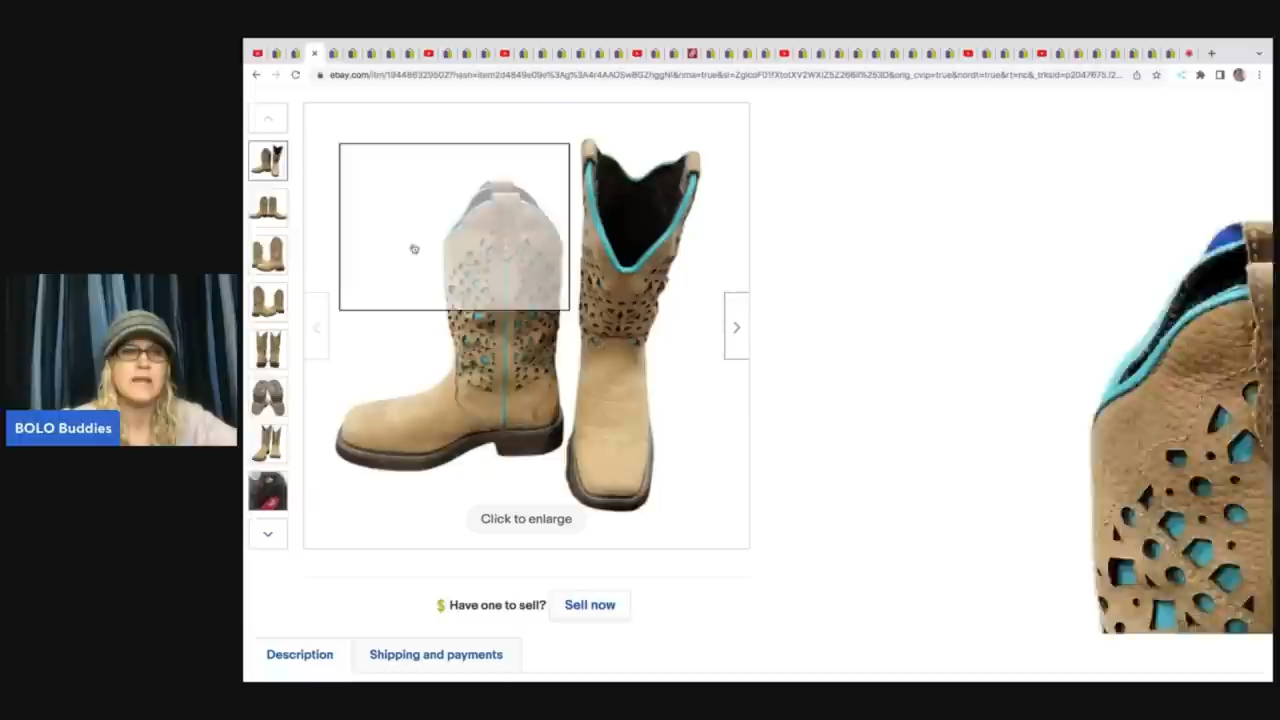 BOLO Buddies
Click to enlarge
Have one to sell?
Sell now
Description
Shipping and payments